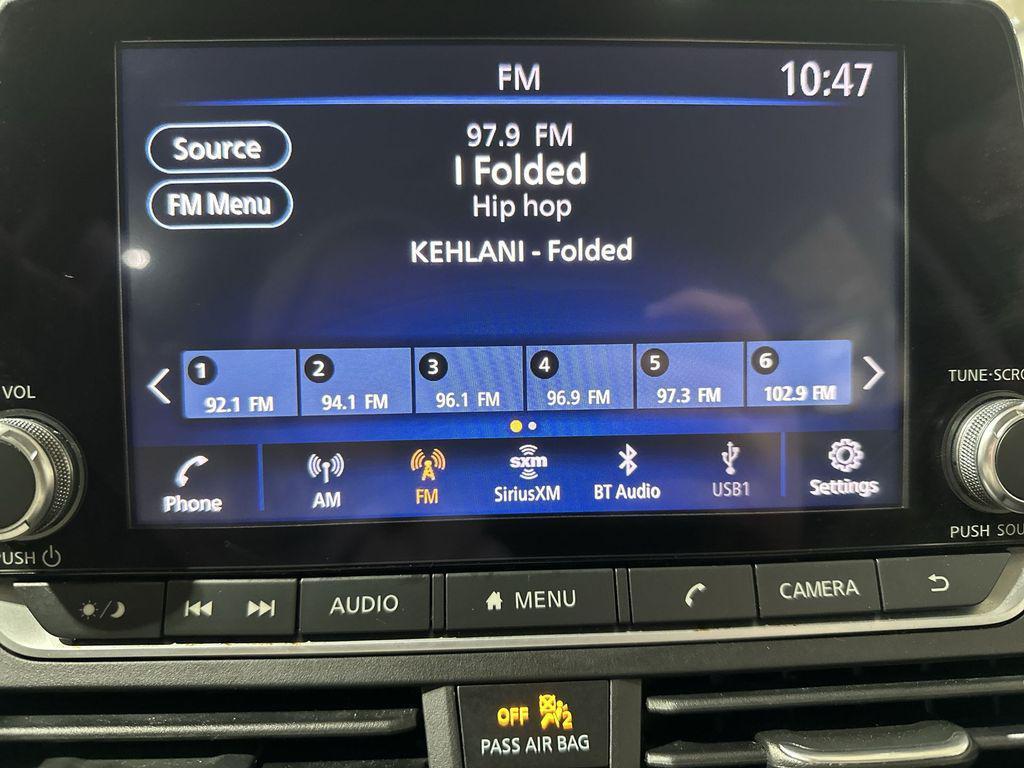 FM
10:47
Source
97.9 FM
I Folded
FM Menu
Hip hop
KEHLANI - Folded
1
2
3
4
5
6
92.1 FM
94.1 FM
96.1 FM
96.9 FM
97.3 FM
102.9 FM
VOL
TUNE·SCRO
Phone
AM
FM
sxm
SiriusXM
BT Audio
USB1
Settings
PUSH
PUSH SOU
AUDIO
MENU
CAMERA
OFF
2
PASS AIR BAG